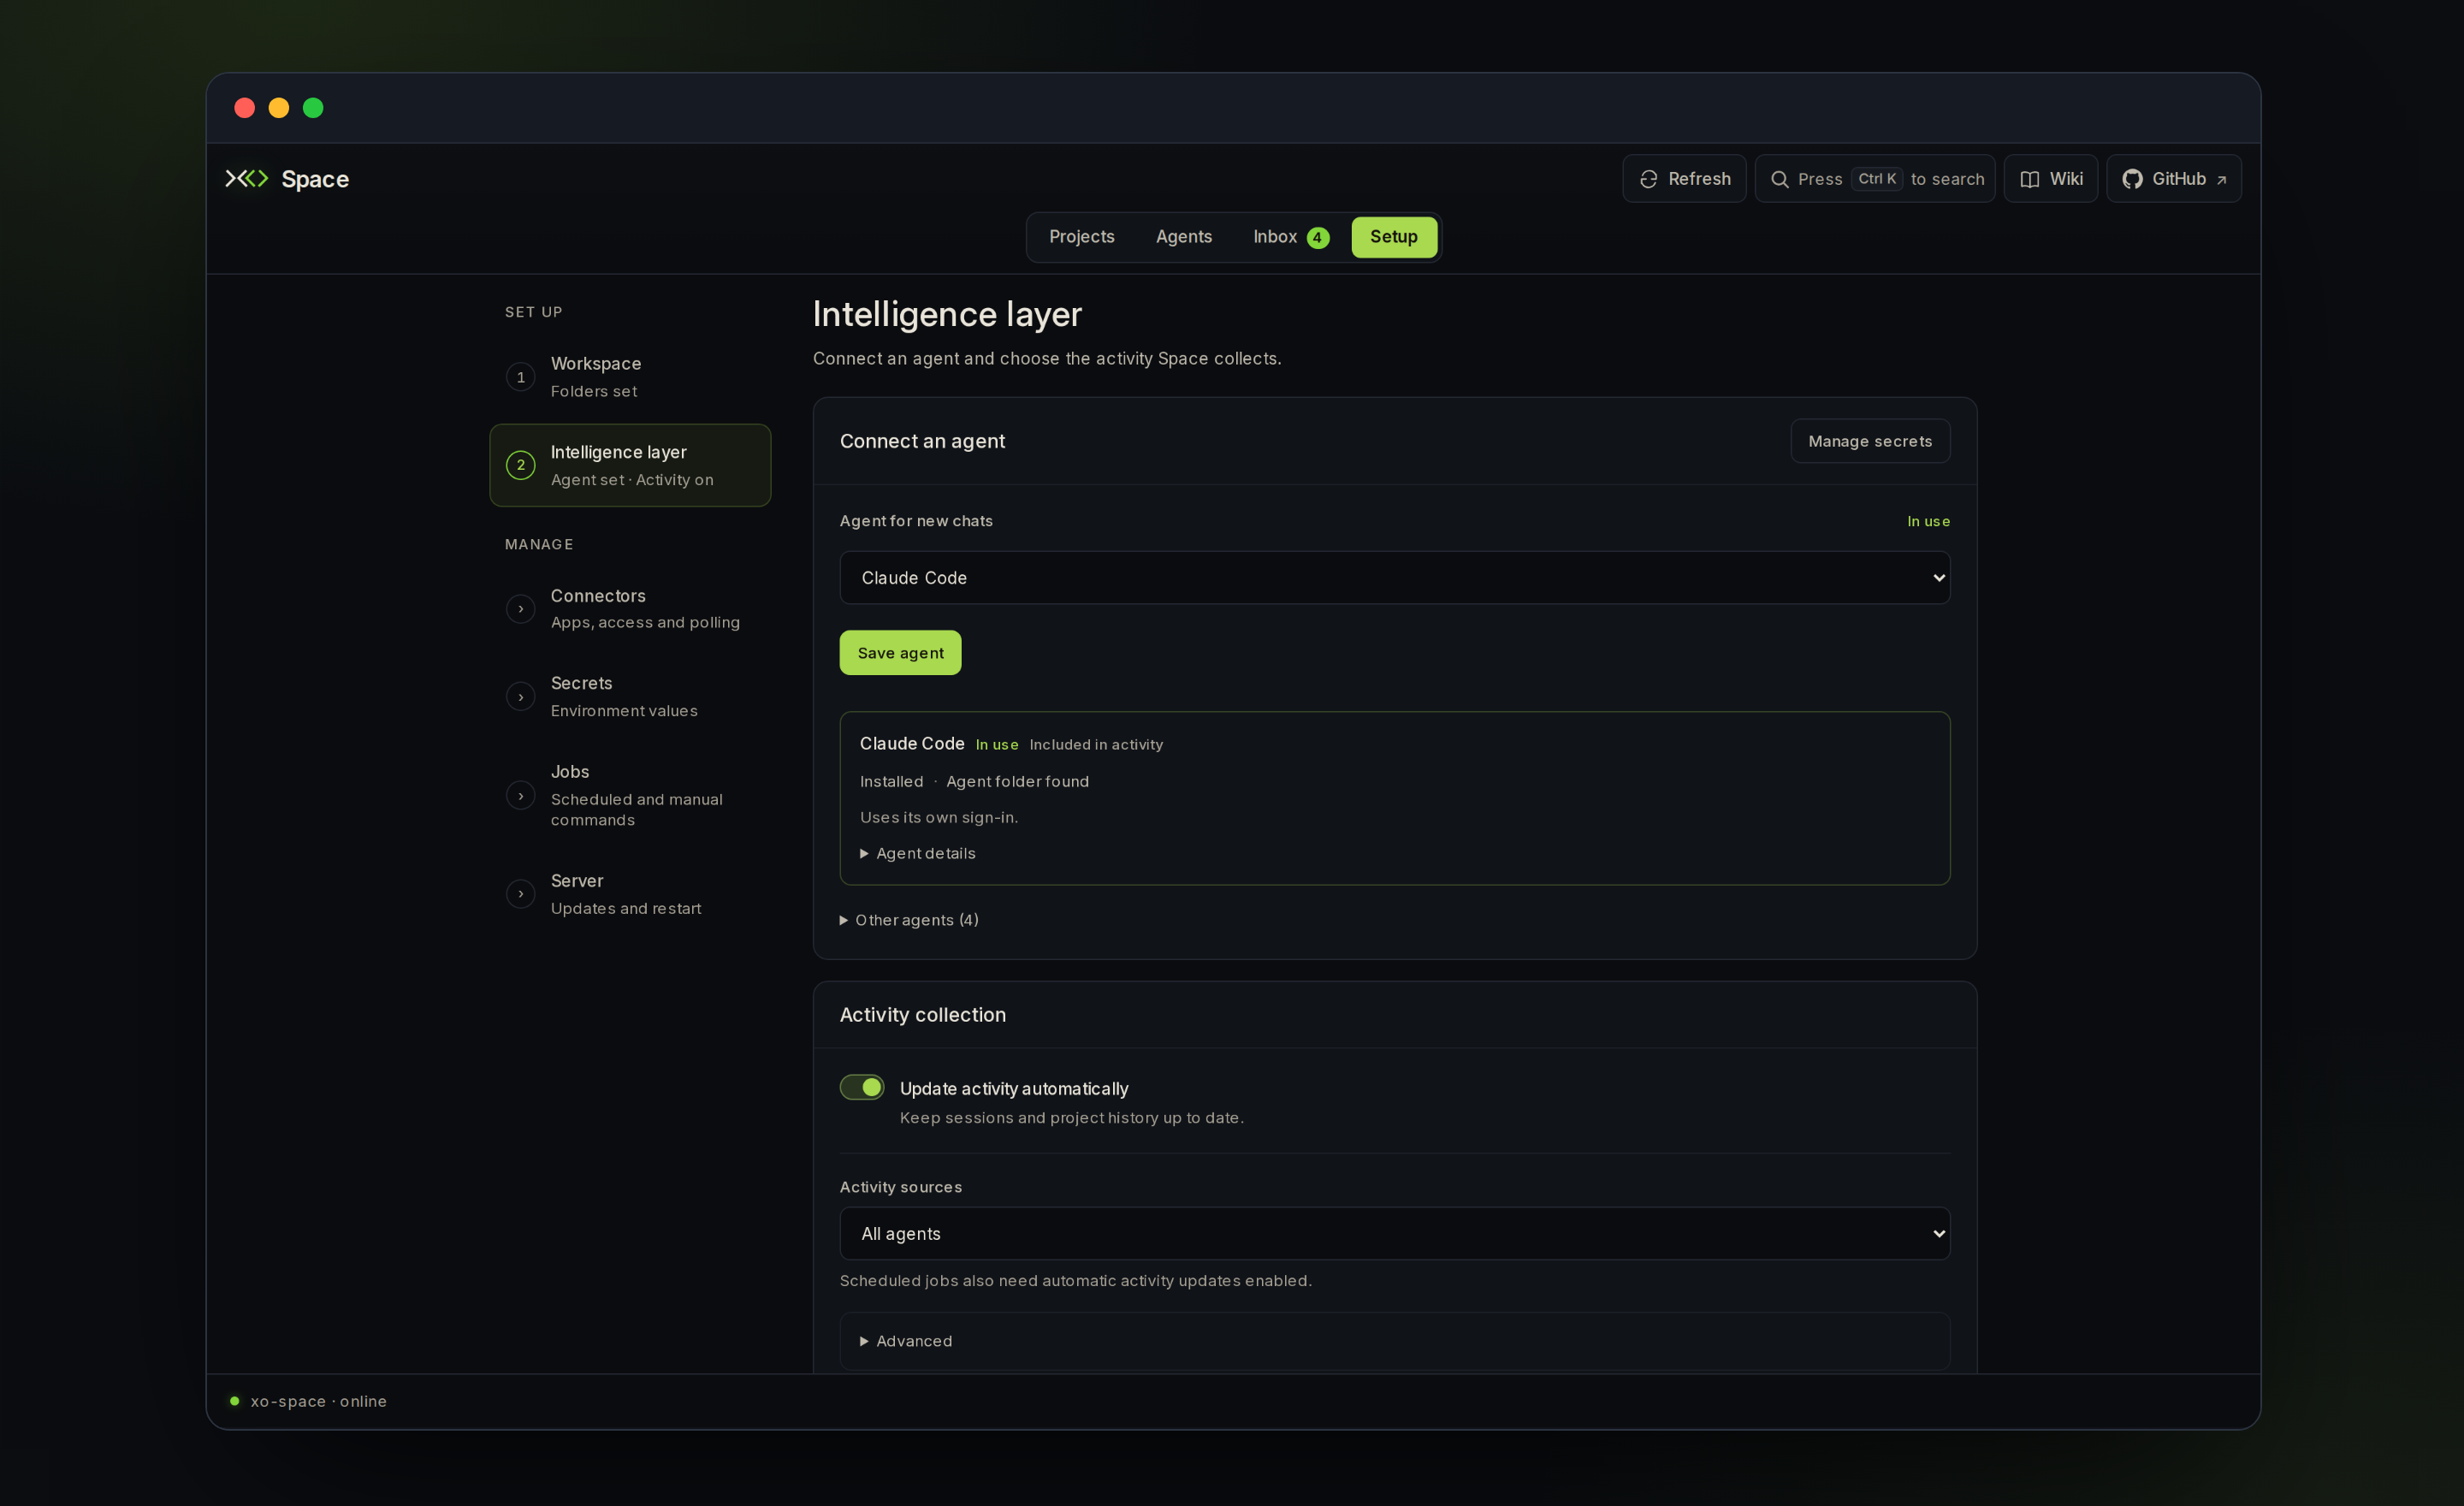 Space
Refresh
Press Ctrl K to search
Wiki
GitHub ↗
Projects
Agents
Inbox 4
Setup
SET UP
1
Workspace
Folders set
2
Intelligence layer
Agent set · Activity on
MANAGE
Connectors
Apps, access and polling
Secrets
Environment values
Jobs
Scheduled and manual
commands
Server
Updates and restart
Intelligence layer
Connect an agent and choose the activity Space collects.
Connect an agent
Manage secrets
Agent for new chats
In use
Claude Code
Save agent
Claude Code In use Included in activity
Installed · Agent folder found
Uses its own sign-in.
Agent details
Other agents (4)
Activity collection
Update activity automatically
Keep sessions and project history up to date.
Activity sources
All agents
Scheduled jobs also need automatic activity updates enabled.
Advanced
xo-space · online